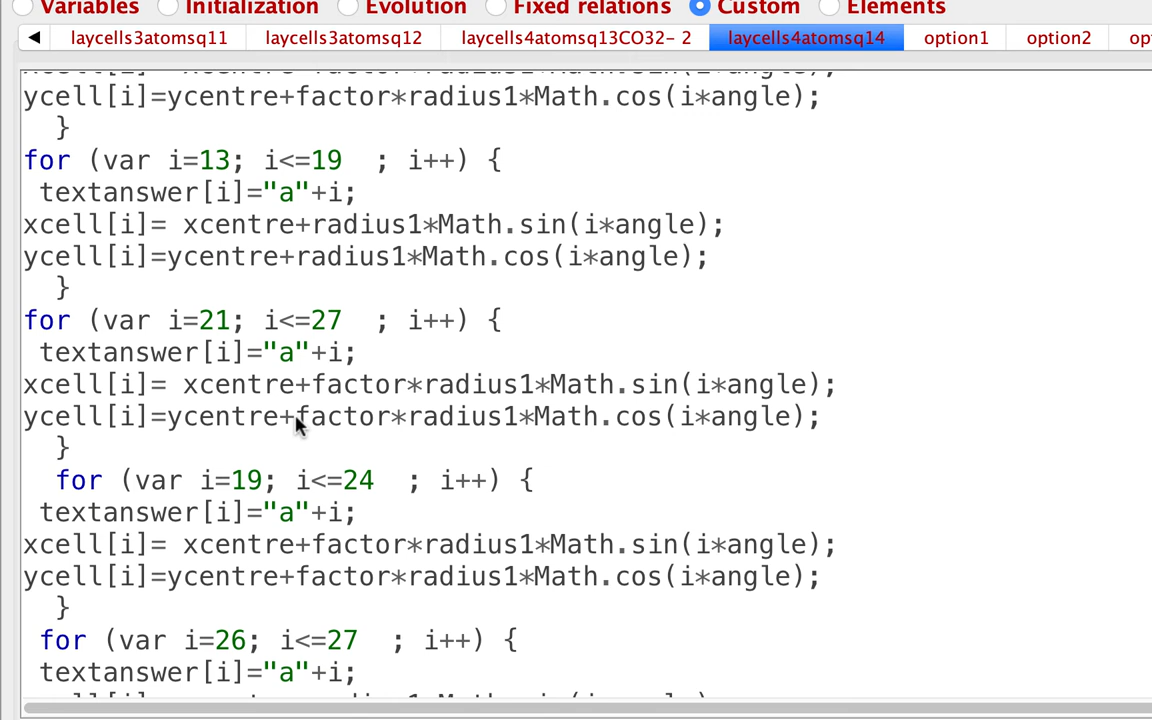 Variables Initialization Evolution Fixed relations Custom Elements
◀ laycells3atomsq11 laycells3atomsq12 laycells4atomsq13CO32- 2 laycells4atomsq14 option1 option2
ycell[i]=ycentre+factor*radius1*Math.cos(i*angle);
}
for (var i=13; i<=19  ; i++) {
textanswer[i]="a"+i;
xcell[i]= xcentre+radius1*Math.sin(i*angle);
ycell[i]=ycentre+radius1*Math.cos(i*angle);
}
for (var i=21; i<=27  ; i++) {
textanswer[i]="a"+i;
xcell[i]= xcentre+factor*radius1*Math.sin(i*angle);
ycell[i]=ycentre+factor*radius1*Math.cos(i*angle);
}
for (var i=19; i<=24  ; i++) {
textanswer[i]="a"+i;
xcell[i]= xcentre+factor*radius1*Math.sin(i*angle);
ycell[i]=ycentre+factor*radius1*Math.cos(i*angle);
}
for (var i=26; i<=27  ; i++) {
textanswer[i]="a"+i;